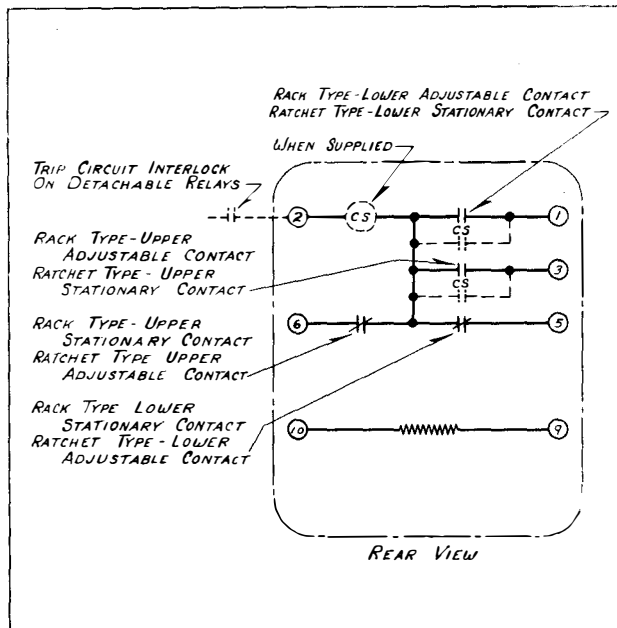 RACK TYPE-LOWER ADJUSTABLE CONTACT
RATCHET TYPE-LOWER STATIONARY CONTACT
WHEN SUPPLIED
TRIP CIRCUIT INTERLOCK
ON DETACHABLE RELAYS
2
CS
1
CS
RACK TYPE-UPPER
ADJUSTABLE CONTACT
RATCHET TYPE-UPPER
STATIONARY CONTACT
3
CS
RACK TYPE-UPPER
STATIONARY CONTACT
RATCHET TYPE UPPER
ADJUSTABLE CONTACT
6
5
RACK TYPE LOWER
STATIONARY CONTACT
RATCHET TYPE-LOWER
ADJUSTABLE CONTACT
10
9
REAR VIEW